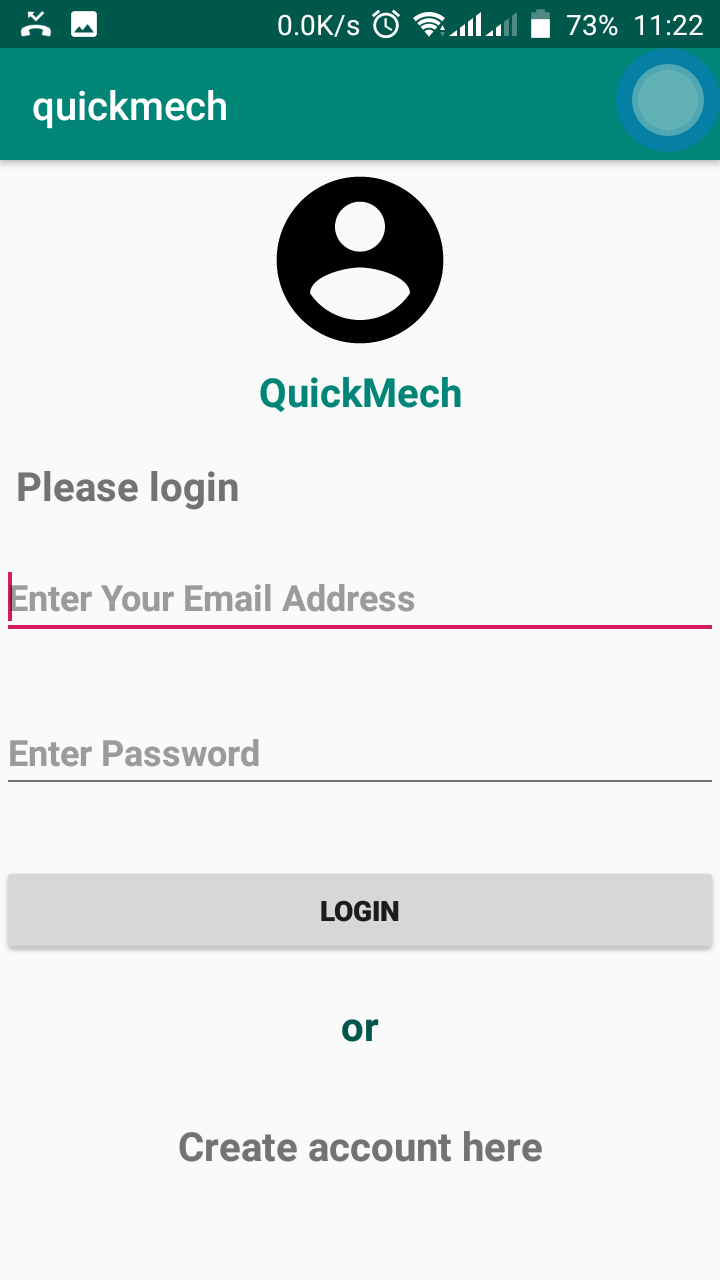 0.0K/s 73% 11:22
quickmech
QuickMech
Please login
Enter Your Email Address
Enter Password
LOGIN
or
Create account here